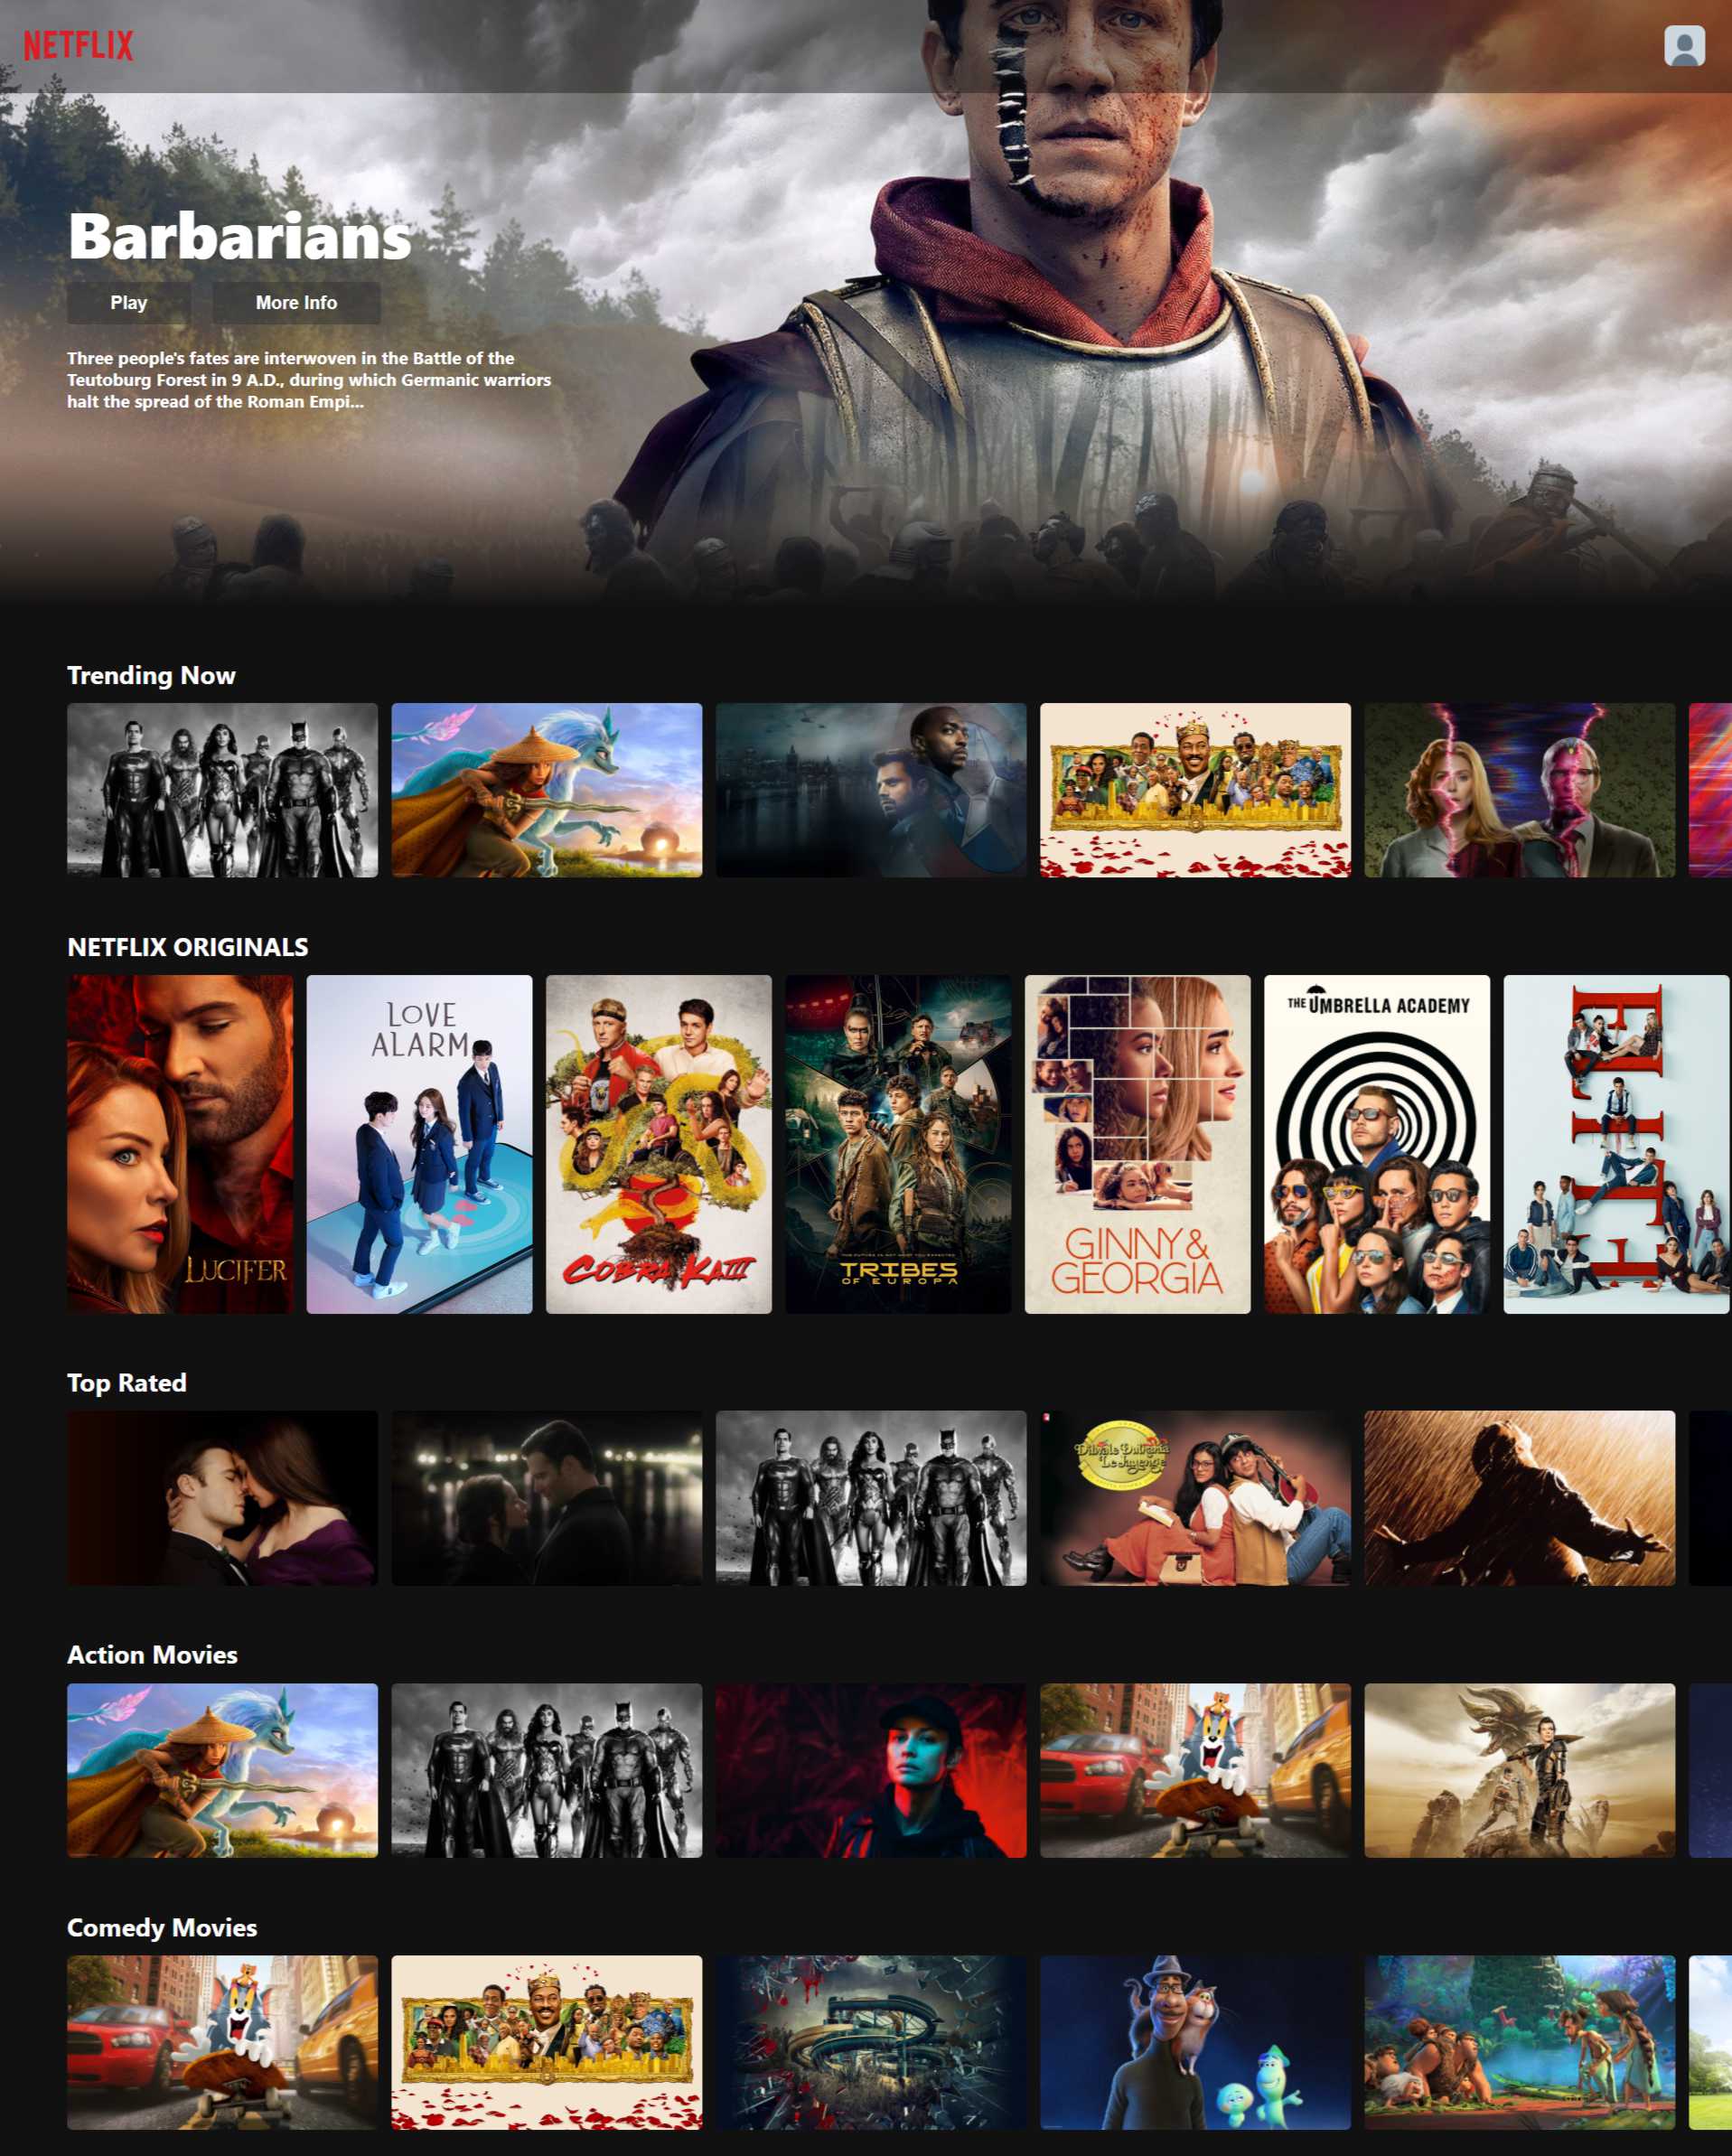 NETFLIX
Barbarians
Play
More Info
Three people's fates are interwoven in the Battle of the
Teutoburg Forest in 9 A.D., during which Germanic warriors
halt the spread of the Roman Empi...
Trending Now
NETFLIX ORIGINALS
LUCIFER
LOVE
ALARM
COBRA KAI III
TRIBES
OF EUROPA
GINNY &
GEORGIA
THE UMBRELLA ACADEMY
ELITE
Top Rated
Dilwale Dulhania
Le Jayenge
Action Movies
Comedy Movies